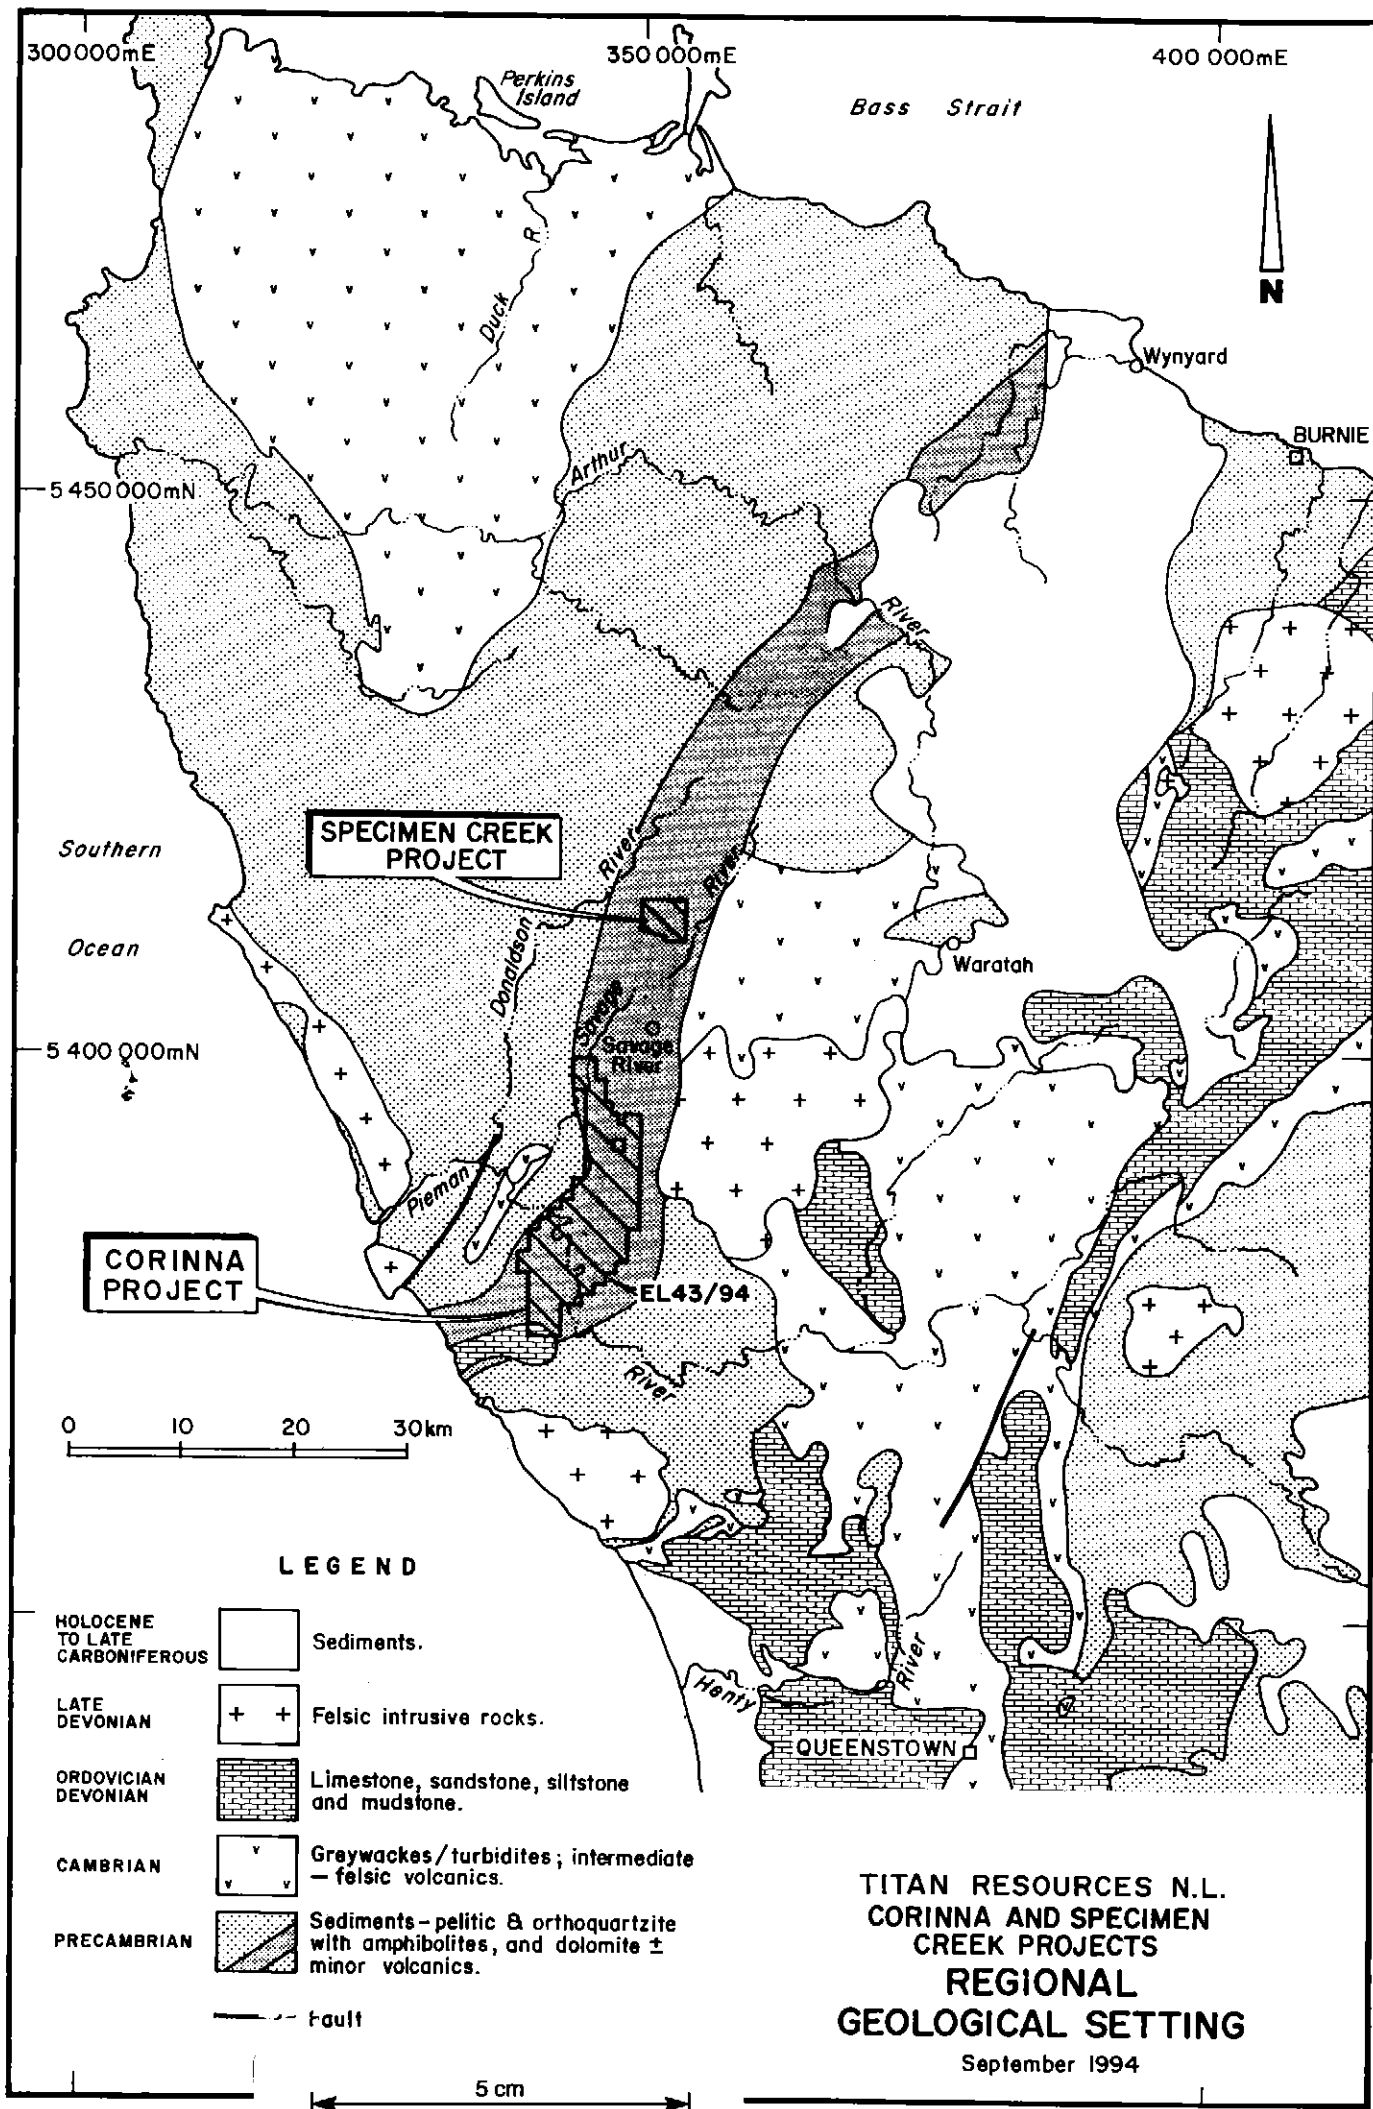 300 000mE
350 000mE
400 000mE
Perkins
Island
Bass Strait
N
Duck R
Wynyard
BURNIE
Arthur
5 450 000mN
River
SPECIMEN CREEK
PROJECT
River
River
Southern
Ocean
Donaldson
Waratah
Savage
Savage
River
5 400 000mN
Pieman
CORINNA
PROJECT
EL43/94
River
0 10 20 30km
LEGEND
HOLOCENE
TO LATE
CARBONIFEROUS
Sediments.
LATE
DEVONIAN
Felsic intrusive rocks.
ORDOVICIAN
DEVONIAN
Limestone, sandstone, siltstone
and mudstone.
CAMBRIAN
Greywackes/turbidites; intermediate
– felsic volcanics.
PRECAMBRIAN
Sediments – pelitic & orthoquartzite
with amphibolites, and dolomite ±
minor volcanics.
Fault
Henty
River
QUEENSTOWN
TITAN RESOURCES N.L.
CORINNA AND SPECIMEN
CREEK PROJECTS
REGIONAL
GEOLOGICAL SETTING
September 1994
5 cm